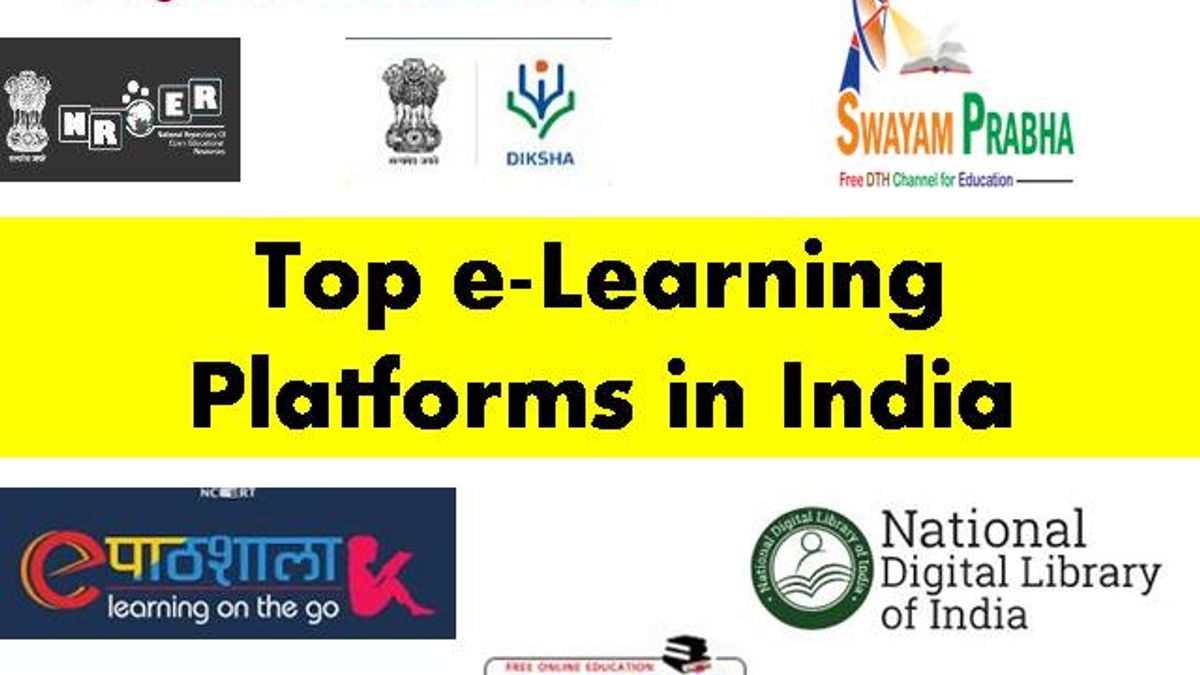 NROER
National Repository Of
Open Educational
Resources
सत्यमेव जयते
सत्यमेव जयते
DIKSHA
SWAYAM PRABHA
Free DTH Channel for Education
Top e-Learning
Platforms in India
NCERT
eपाठशाला
learning on the go
National Digital Library of India
National
Digital Library
of India
FREE ONLINE EDUCATION